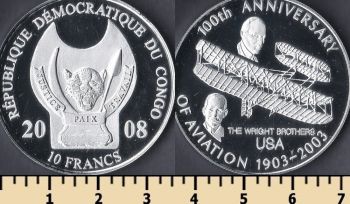 RÉPUBLIQUE DÉMOCRATIQUE DU CONGO
JUSTICE
PAIX
TRAVAIL
20 08
10 FRANCS
100th ANNIVERSARY
THE WRIGHT BROTHERS
USA
OF AVIATION 1903-2003
1 2 3 4 5 6 7